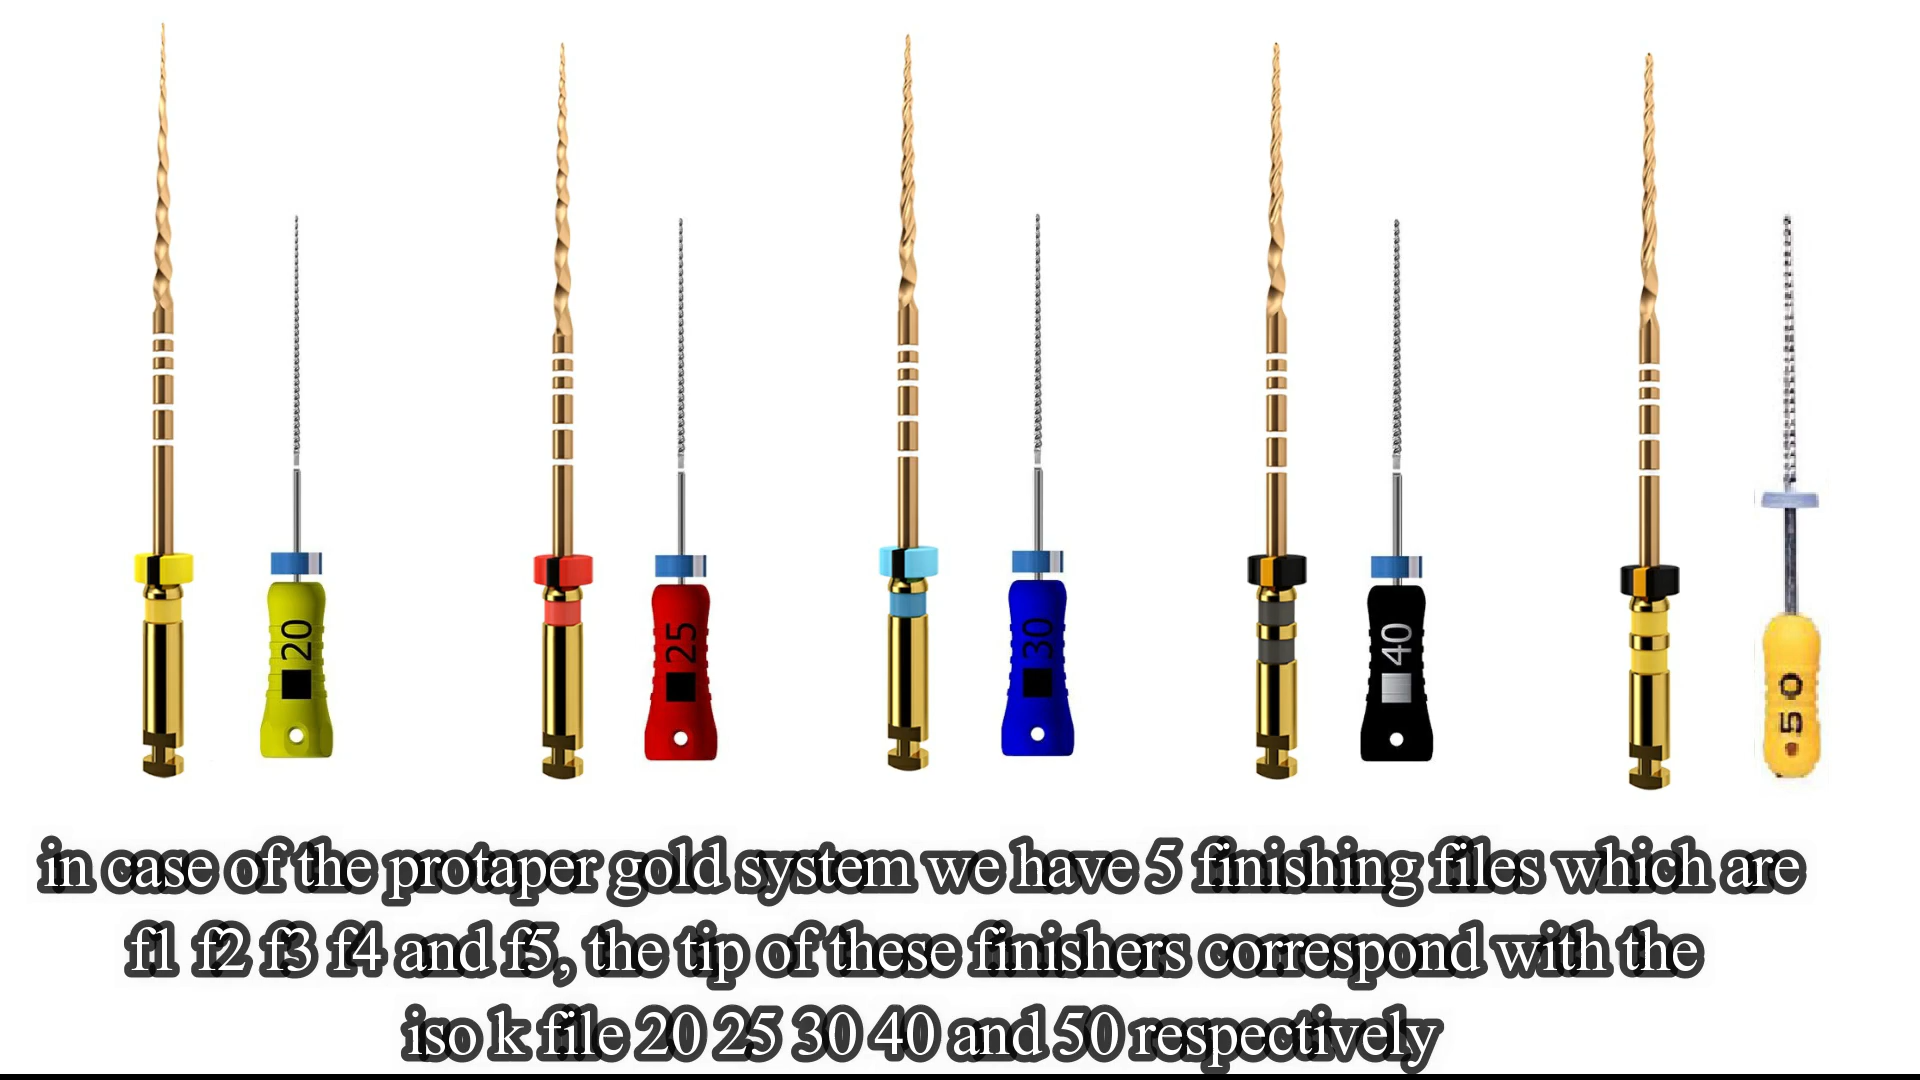 20
25
30
40
50
in case of the protaper gold system we have 5 finishing files which are
f1 f2 f3 f4 and f5, the tip of these finishers correspond with the
iso k file 20 25 30 40 and 50 respectively